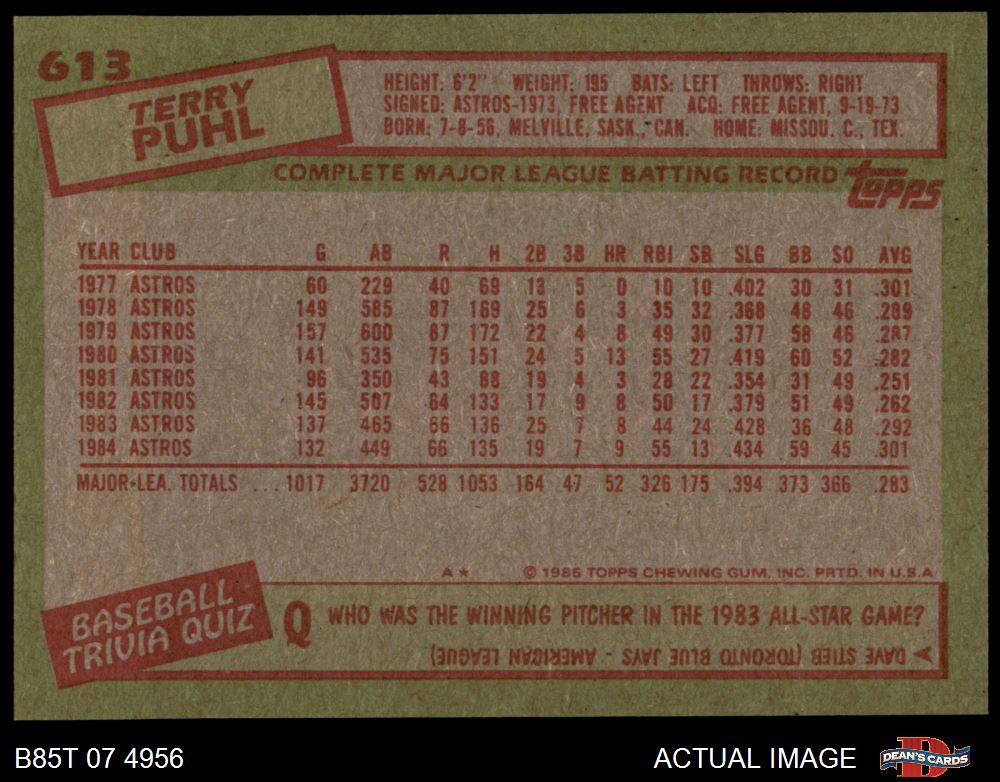 613
TERRY
PUHL
HEIGHT: 6'2" WEIGHT: 195 BATS: LEFT THROWS: RIGHT
SIGNED: ASTROS-1973, FREE AGENT ACQ: FREE AGENT, 9-19-73
BORN: 7-8-56, MELVILLE, SASK., CAN. HOME: MISSOU. C., TEX.
COMPLETE MAJOR LEAGUE BATTING RECORD
topps
YEAR CLUB G AB R H 2B 3B HR RBI SB SLG BB SO AVG
1977 ASTROS 60 229 40 69 13 5 0 10 10 .402 30 31 .301
1978 ASTROS 149 585 87 169 25 6 3 35 32 .368 48 46 .289
1979 ASTROS 157 600 87 172 22 4 8 49 30 .377 58 46 .287
1980 ASTROS 141 535 75 151 24 5 13 55 27 .419 60 52 .282
1981 ASTROS 96 350 43 88 19 4 3 28 22 .354 31 49 .251
1982 ASTROS 145 507 64 133 17 9 8 50 17 .379 51 49 .262
1983 ASTROS 137 465 66 136 25 7 8 44 24 .428 36 48 .292
1984 ASTROS 132 449 66 135 19 7 9 55 13 .434 59 45 .301
MAJOR LEA. TOTALS ... 1017 3720 528 1053 164 47 52 326 175 .394 373 366 .283
A★ © 1985 TOPPS CHEWING GUM, INC. PRTD. IN U.S.A.
BASEBALL
TRIVIA QUIZ
Q WHO WAS THE WINNING PITCHER IN THE 1983 ALL-STAR GAME?
A DAVE STIEB (TORONTO BLUE JAYS - AMERICAN LEAGUE)
B85T 07 4956
ACTUAL IMAGE
D
DEAN'S CARDS